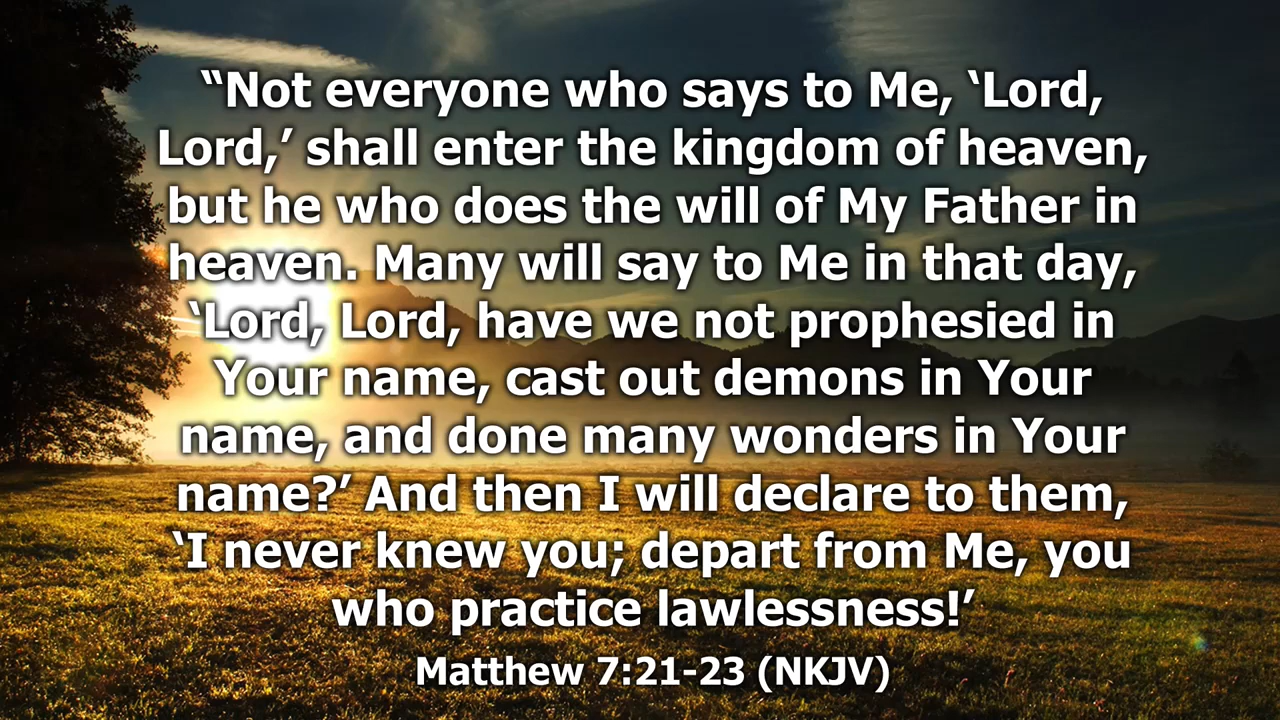 “Not everyone who says to Me, ‘Lord,
Lord,’ shall enter the kingdom of heaven,
but he who does the will of My Father in
heaven. Many will say to Me in that day,
‘Lord, Lord, have we not prophesied in
Your name, cast out demons in Your
name, and done many wonders in Your
name?’ And then I will declare to them,
‘I never knew you; depart from Me, you
who practice lawlessness!’
Matthew 7:21-23 (NKJV)